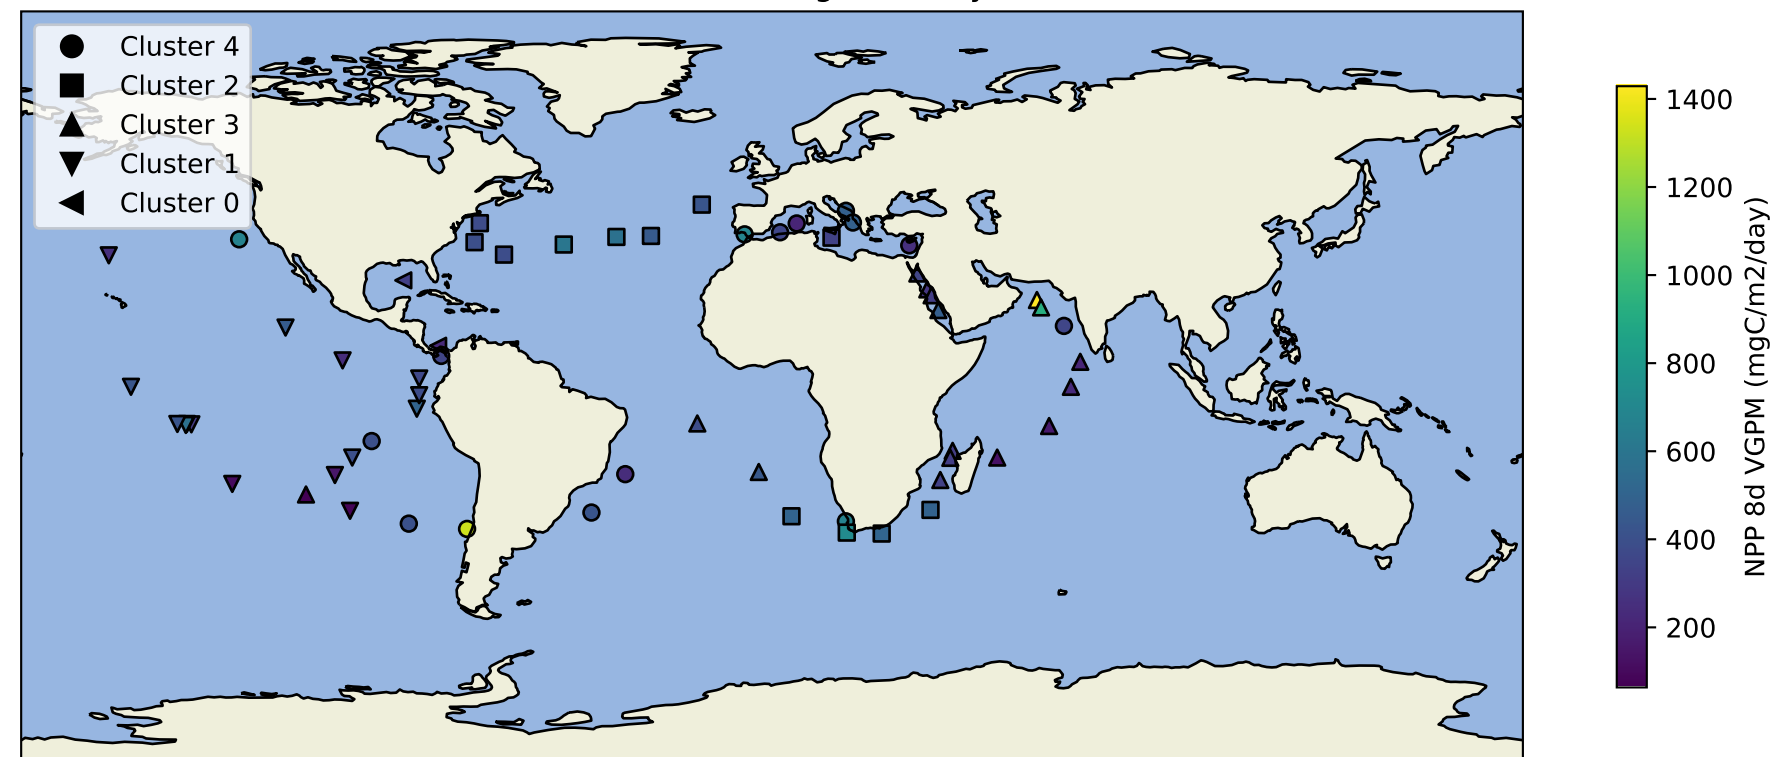 Cluster 4
Cluster 2
Cluster 3
Cluster 1
Cluster 0
1400
1200
1000
800
600
400
200
NPP 8d VGPM (mgC/m2/day)